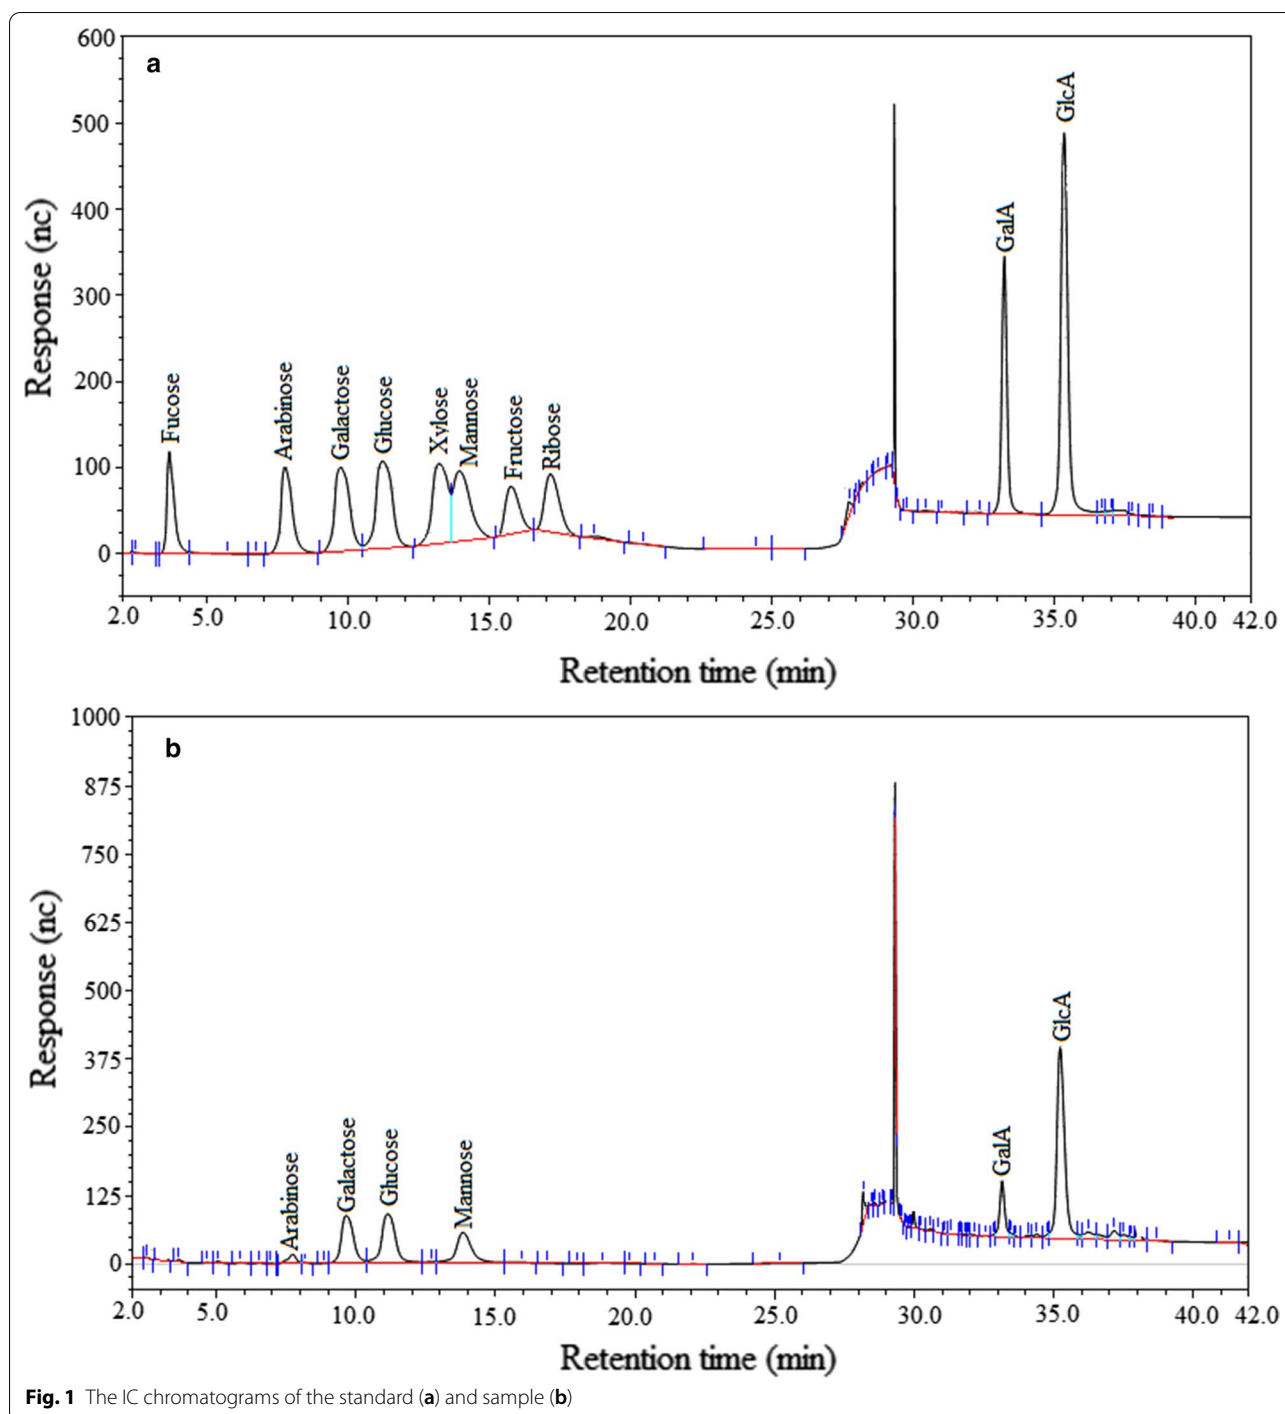 a
600
500
400
300
200
100
0
Response (nc)
Fucose
Arabinose
Galactose
Glucose
Xylose
Mannose
Fructose
Ribose
GalA
GlcA
2.0 5.0 10.0 15.0 20.0 25.0 30.0 35.0 40.0 42.0
Retention time (min)
b
1000
875
750
625
500
375
250
125
0
Response (nc)
Arabinose
Galactose
Glucose
Mannose
GalA
GlcA
2.0 5.0 10.0 15.0 20.0 25.0 30.0 35.0 40.0 42.0
Retention time (min)
Fig. 1 The IC chromatograms of the standard (a) and sample (b)